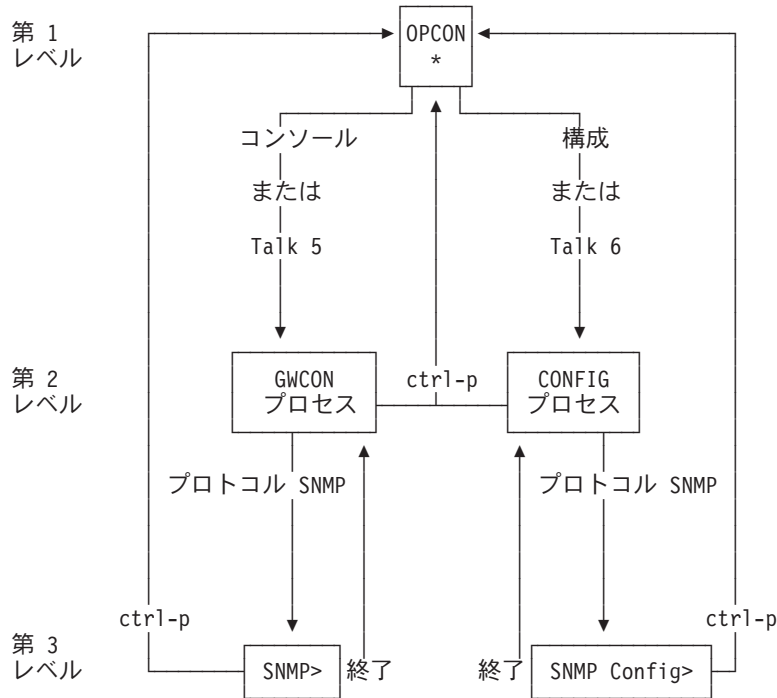 第 1
レベル
OPCON
*
コンソール
構成
または
または
Talk 5
Talk 6
第 2
レベル
GWCON
プロセス
ctrl-p
CONFIG
プロセス
プロトコル SNMP
プロトコル SNMP
ctrl-p
ctrl-p
第 3
レベル
SNMP>
終了
終了
SNMP Config>